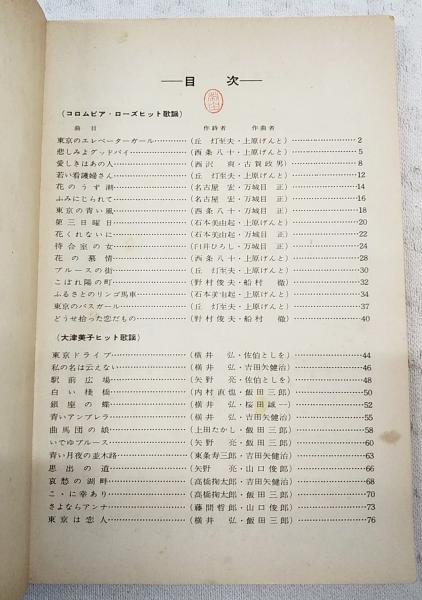 ——目　次——
（コロムビア・ローズヒット歌謡）
曲　目　作詩者　作曲者
東京のエレベーターガール……………（丘　灯至夫・上原げんと）……………2
悲しみよグッドバイ……………（西条八十・上原げんと）……………5
愛しきはあの人……………（西沢　爽・古賀政男）……………8
若い看護婦さん……………（丘　灯至夫・上原げんと）……………12
花のうず潮……………（名古屋　宏・万城目　正）……………14
ふみにじられて……………（名古屋　宏・万城目　正）……………16
東京の青い風……………（西条八十・万城目　正）……………18
第三日曜日……………（石本美由起・上原げんと）……………20
花くれないに……………（石本美由起・万城目　正）……………22
待合室の女……………（臼井ひろし・万城目　正）……………24
花の慕情……………（西条八十・上原げんと）……………28
ブルースの街……………（丘　灯至夫・上原げんと）……………30
こぼれ陽の町……………（野村俊夫・船村　徹）……………32
ふるさとのリンゴ馬車……………（石本美由起・上原げんと）……………34
東京のバスガール……………（丘　灯至夫・上原げんと）……………37
どうせ拾った恋だもの……………（野村俊夫・船村　徹）……………40
（大津美子ヒット歌謡）
東京ドライブ……………（横井　弘・佐伯としを）……………44
私の名は云えない……………（横井　弘・吉田矢健治）……………46
駅前広場……………（矢野　亮・佐伯としを）……………48
白い桟橋……………（内村直也・飯田三郎）……………50
銀座の蝶……………（横井　弘・桜田誠一）……………52
青いアンブレラ……………（横井　弘・吉田矢健治）……………55
曲馬団の娘……………（上田たかし・飯田三郎）……………58
いでゆブルース……………（矢野　亮・飯田三郎）……………60
青い月夜の並木路……………（東条寿三郎・吉田矢健治）……………63
思出の道……………（矢野　亮・山口俊郎）……………66
哀愁の湖畔……………（高橋掬太郎・吉田矢健治）……………68
こゝに幸あり……………（高橋掬太郎・飯田三郎）……………70
さよならアンナ……………（藤間哲郎・山口俊郎）……………73
東京は恋人……………（横井　弘・飯田三郎）……………76